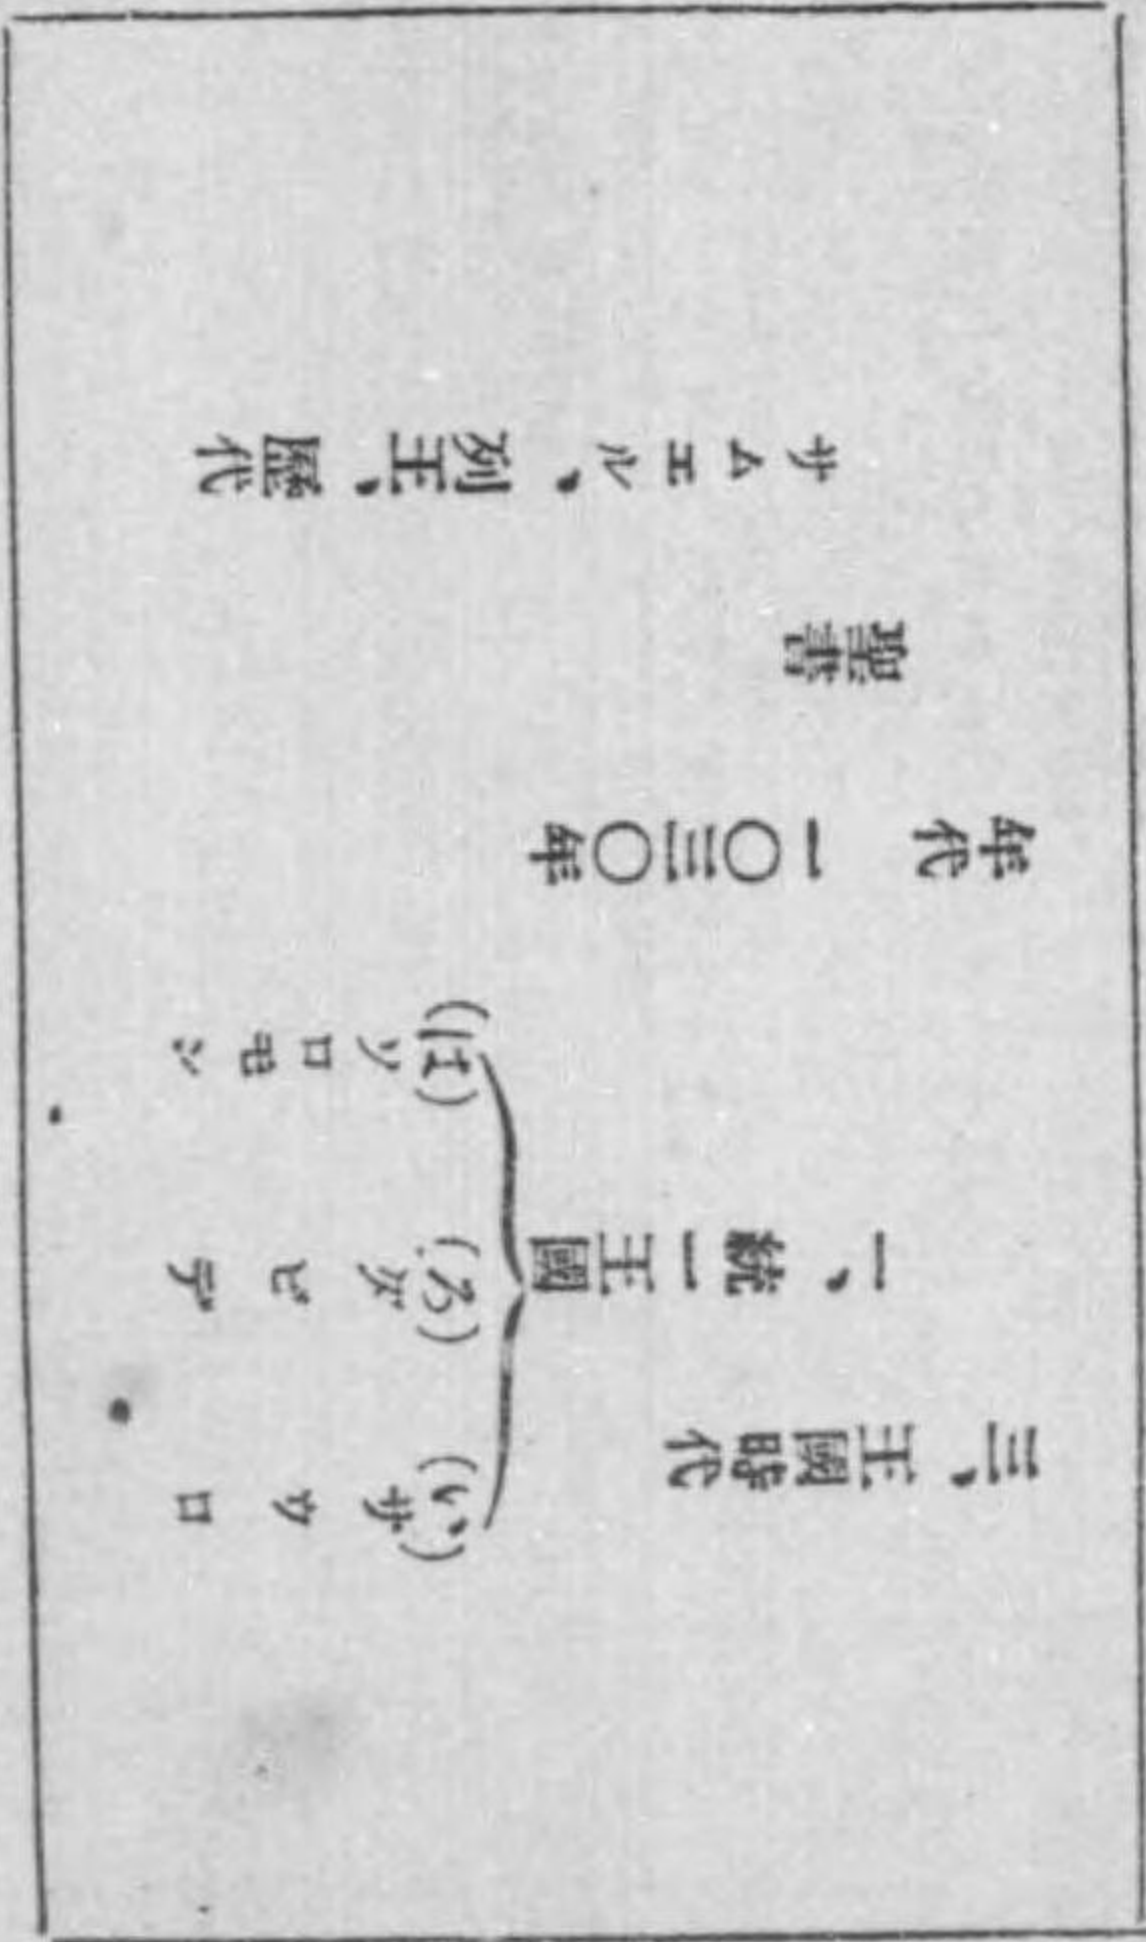 三、王國時代
一、統一王國
(い)サウロ
(ろ)ダビデ
(は)ソロモン
年代　一〇三〇年
聖書
サムエル、列王、歷代